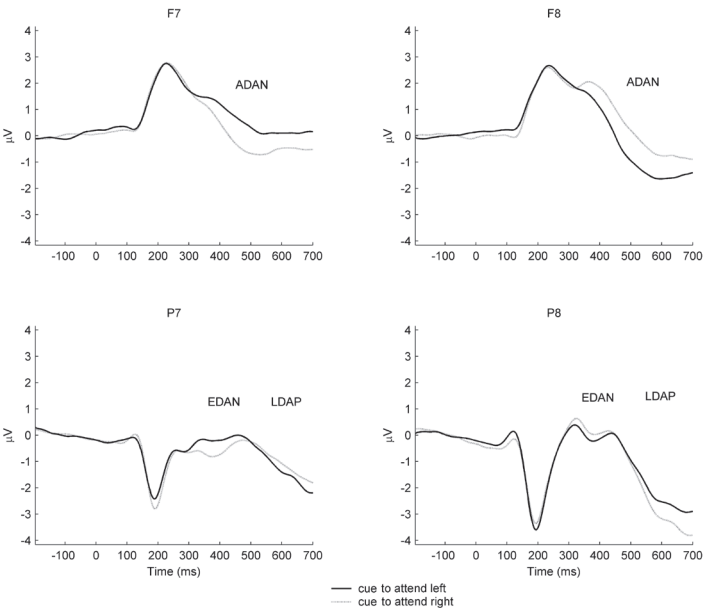 F7
F8
4
3
2
1
0
-1
-2
-3
-4
μV
ADAN
-100 0 100 200 300 400 500 600 700
4
3
2
1
0
-1
-2
-3
-4
μV
ADAN
-100 0 100 200 300 400 500 600 700
P7
P8
4
3
2
1
0
-1
-2
-3
-4
μV
EDAN LDAP
-100 0 100 200 300 400 500 600 700
Time (ms)
4
3
2
1
0
-1
-2
-3
-4
μV
EDAN LDAP
-100 0 100 200 300 400 500 600 700
Time (ms)
cue to attend left
cue to attend right